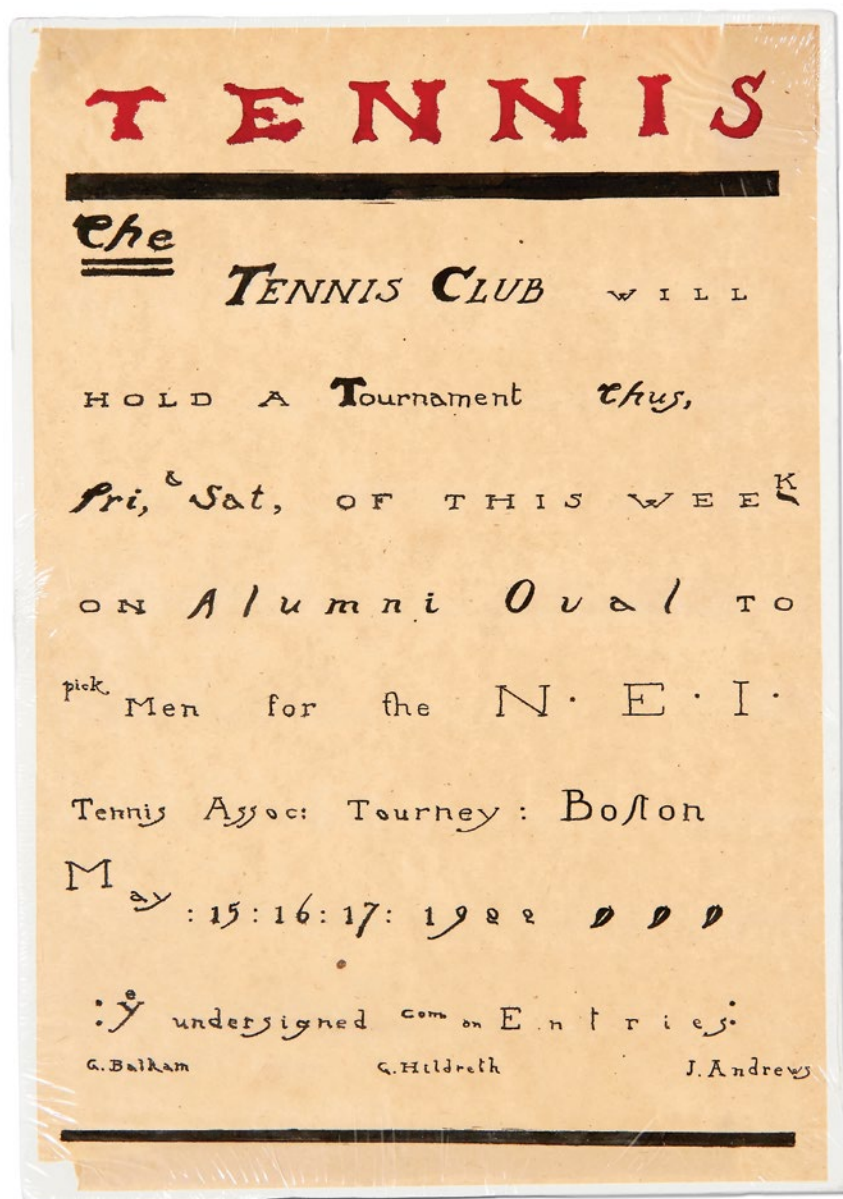 TENNIS
The
TENNIS CLUB WILL
HOLD A Tournament Thus,
Fri, & Sat, OF THIS WEEK
ON Alumni Oval TO
pick Men for the N. E. I.
Tennis Assoc: Tourney: Boston
May :15:16:17: 1922
:ye undersigned com on Entries:
G. Balkam G. Hildreth J. Andrews